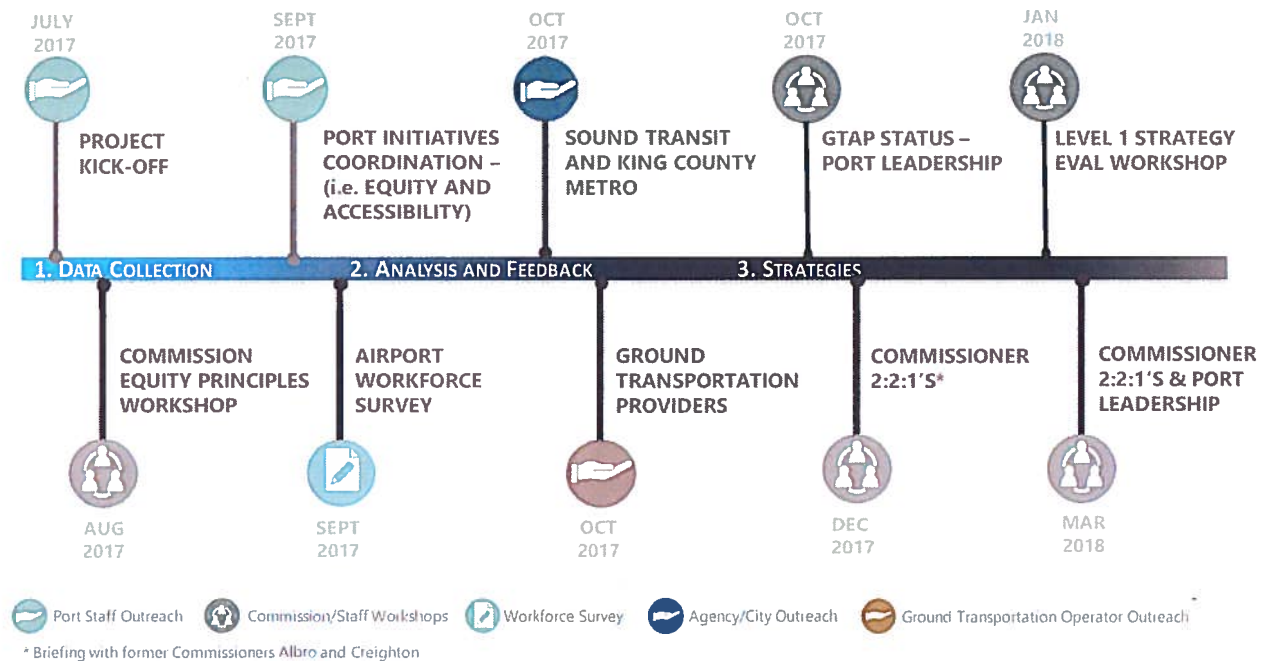 JULY
2017
SEPT
2017
OCT
2017
OCT
2017
JAN
2018
PROJECT
KICK-OFF
PORT INITIATIVES
COORDINATION –
(i.e. EQUITY AND
ACCESSIBILITY)
SOUND TRANSIT
AND KING COUNTY
METRO
GTAP STATUS –
PORT LEADERSHIP
LEVEL 1 STRATEGY
EVAL WORKSHOP
1. DATA COLLECTION
2. ANALYSIS AND FEEDBACK
3. STRATEGIES
COMMISSION
EQUITY PRINCIPLES
WORKSHOP
AIRPORT
WORKFORCE
SURVEY
GROUND
TRANSPORTATION
PROVIDERS
COMMISSIONER
2:2:1'S*
COMMISSIONER
2:2:1'S & PORT
LEADERSHIP
AUG
2017
SEPT
2017
OCT
2017
DEC
2017
MAR
2018
Port Staff Outreach
Commission/Staff Workshops
Workforce Survey
Agency/City Outreach
Ground Transportation Operator Outreach
* Briefing with former Commissioners Albro and Creighton